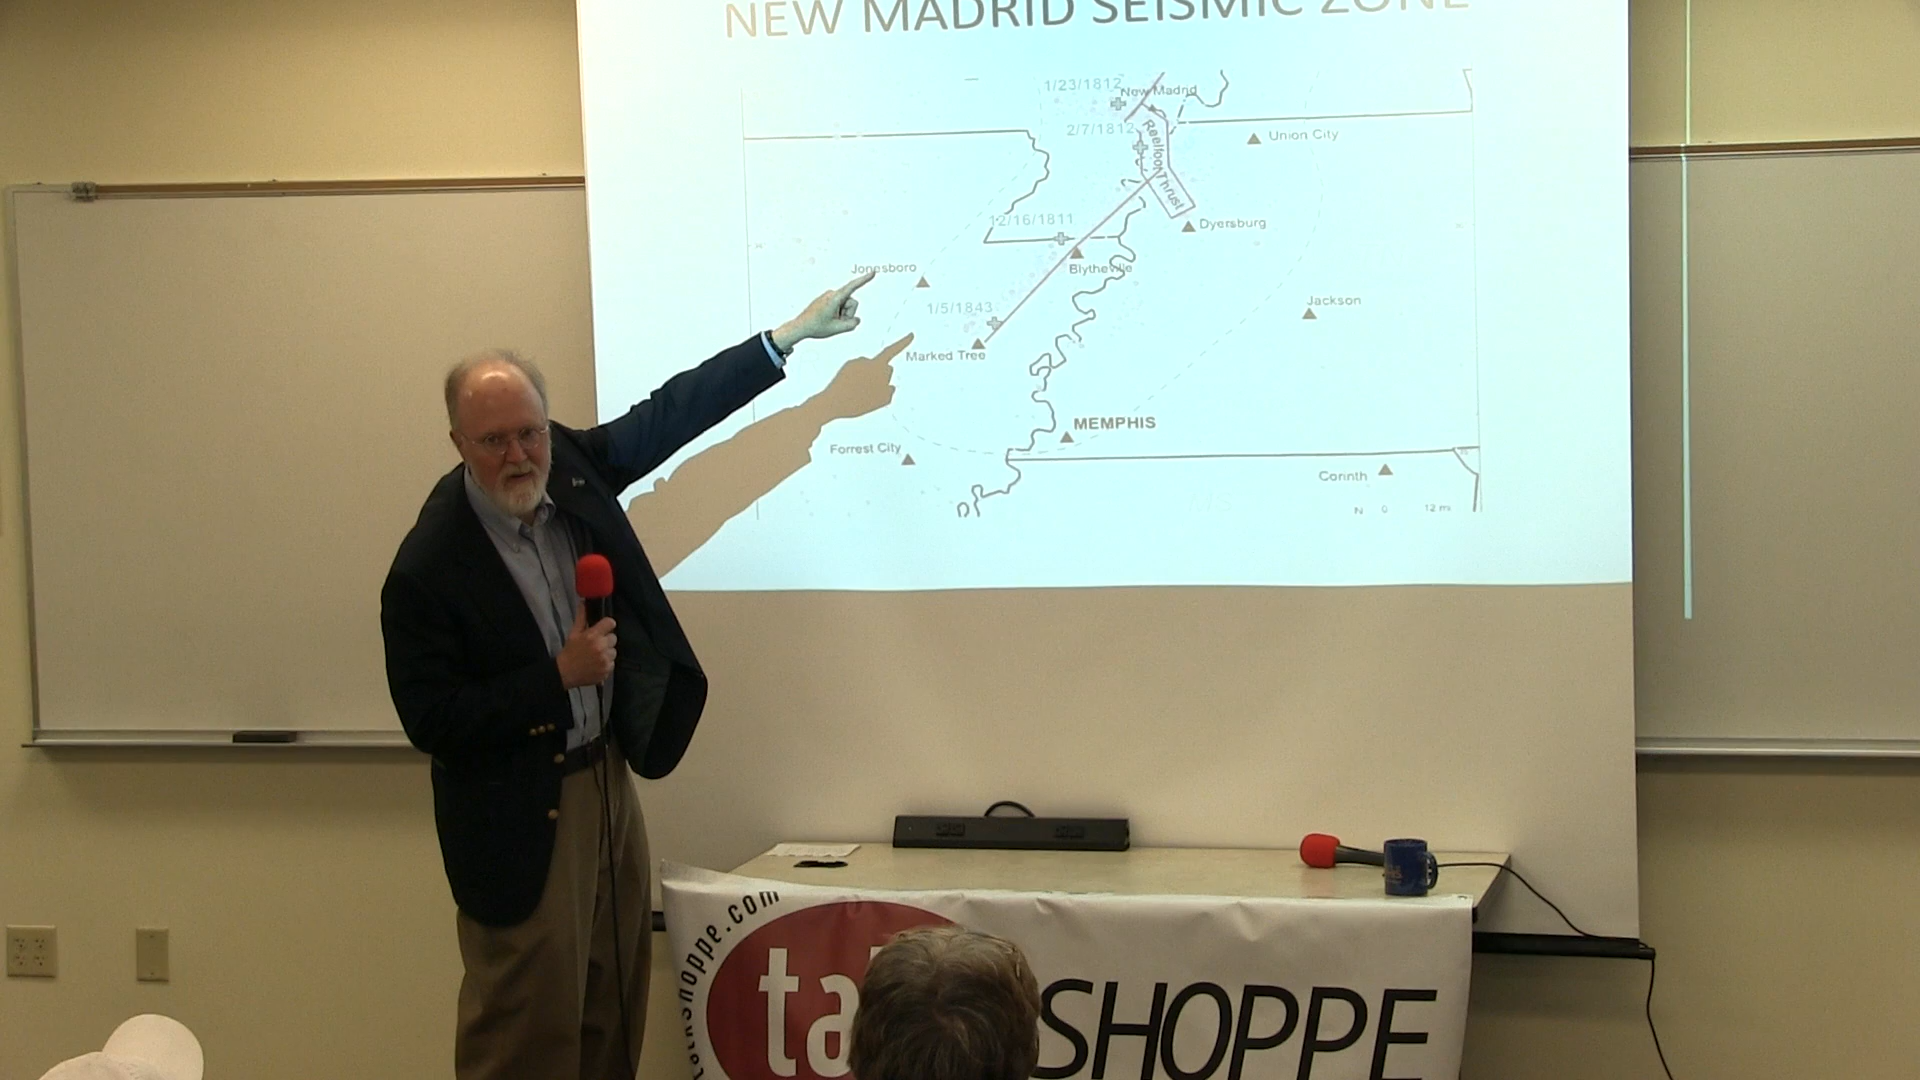 NEW MADRID SEISMIC ZONE
1/23/1812
New Madrid
2/7/1812
Reelfoot Thrust
Union City
12/16/1811
Dyersburg
Blytheville
Jonesboro
1/5/1843
Jackson
Marked Tree
MEMPHIS
Forrest City
Corinth
N 0 12 mi
talkshoppe.com
ta
SHOPPE